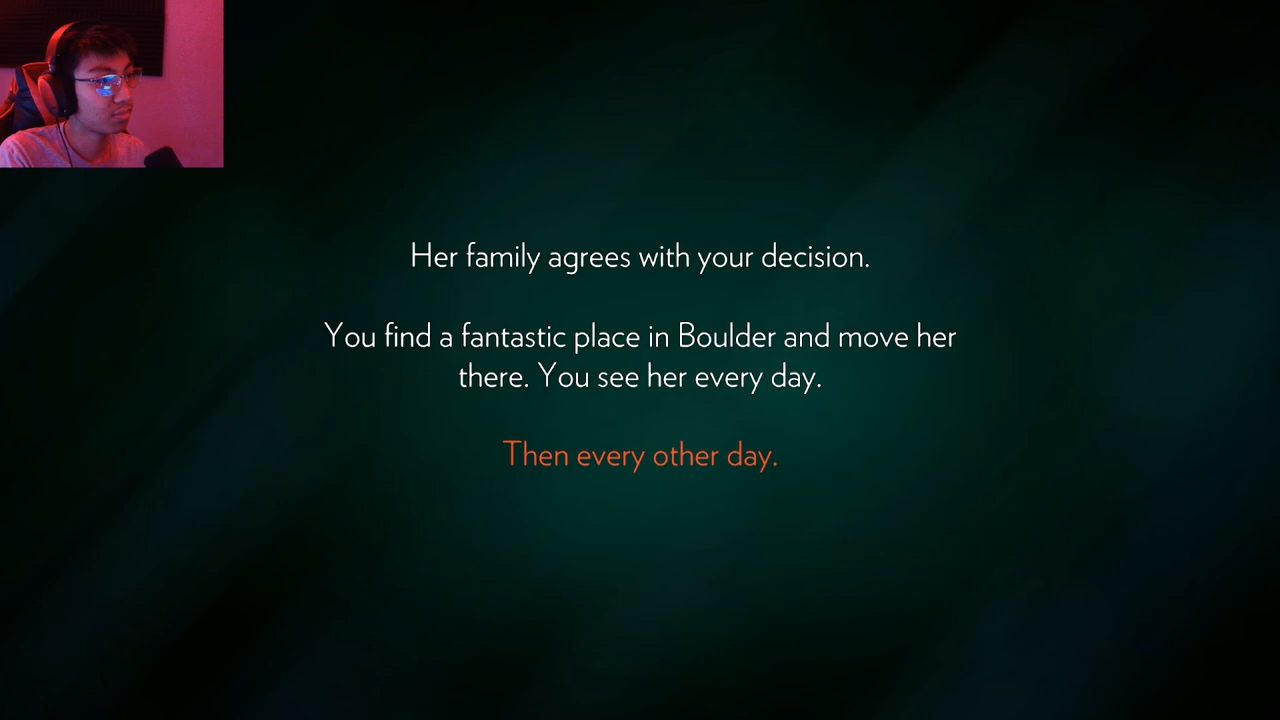 Her family agrees with your decision.
You find a fantastic place in Boulder and move her
there. You see her every day.
Then every other day.